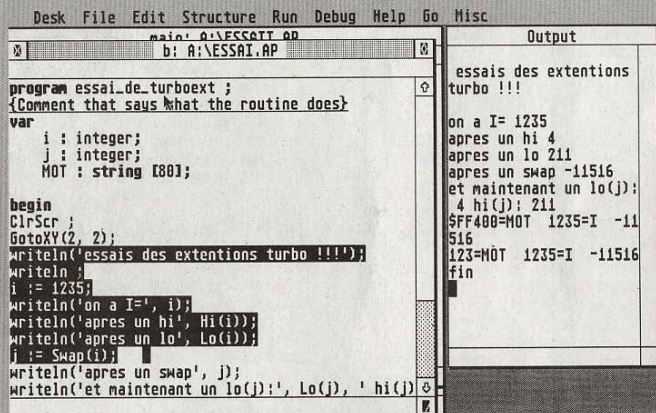 Desk File Edit Structure Run Debug Help Go Misc
b: A:\ESSAI.AP
program essai_de_turboext ;
{Comment that says what the routine does}
var
i : integer;
j : integer;
MOT : string [80];
begin
ClrScr ;
GotoXY(2, 2);
writeln('essais des extentions turbo !!!');
writeln ;
i := 1235;
writeln('on a I=', i);
writeln('apres un hi', Hi(i));
writeln('apres un lo', Lo(i));
j := Swap(i);
writeln('apres un swap', j);
writeln('et maintenant un lo(j):', Lo(j), ' hi(j)
Output
essais des extentions
turbo !!!
on a I= 1235
apres un hi 4
apres un lo 211
apres un swap -11516
et maintenant un lo(j):
4 hi(j): 211
$FF400=MOT 1235=I -11
516
123=MOT 1235=I -11516
fin